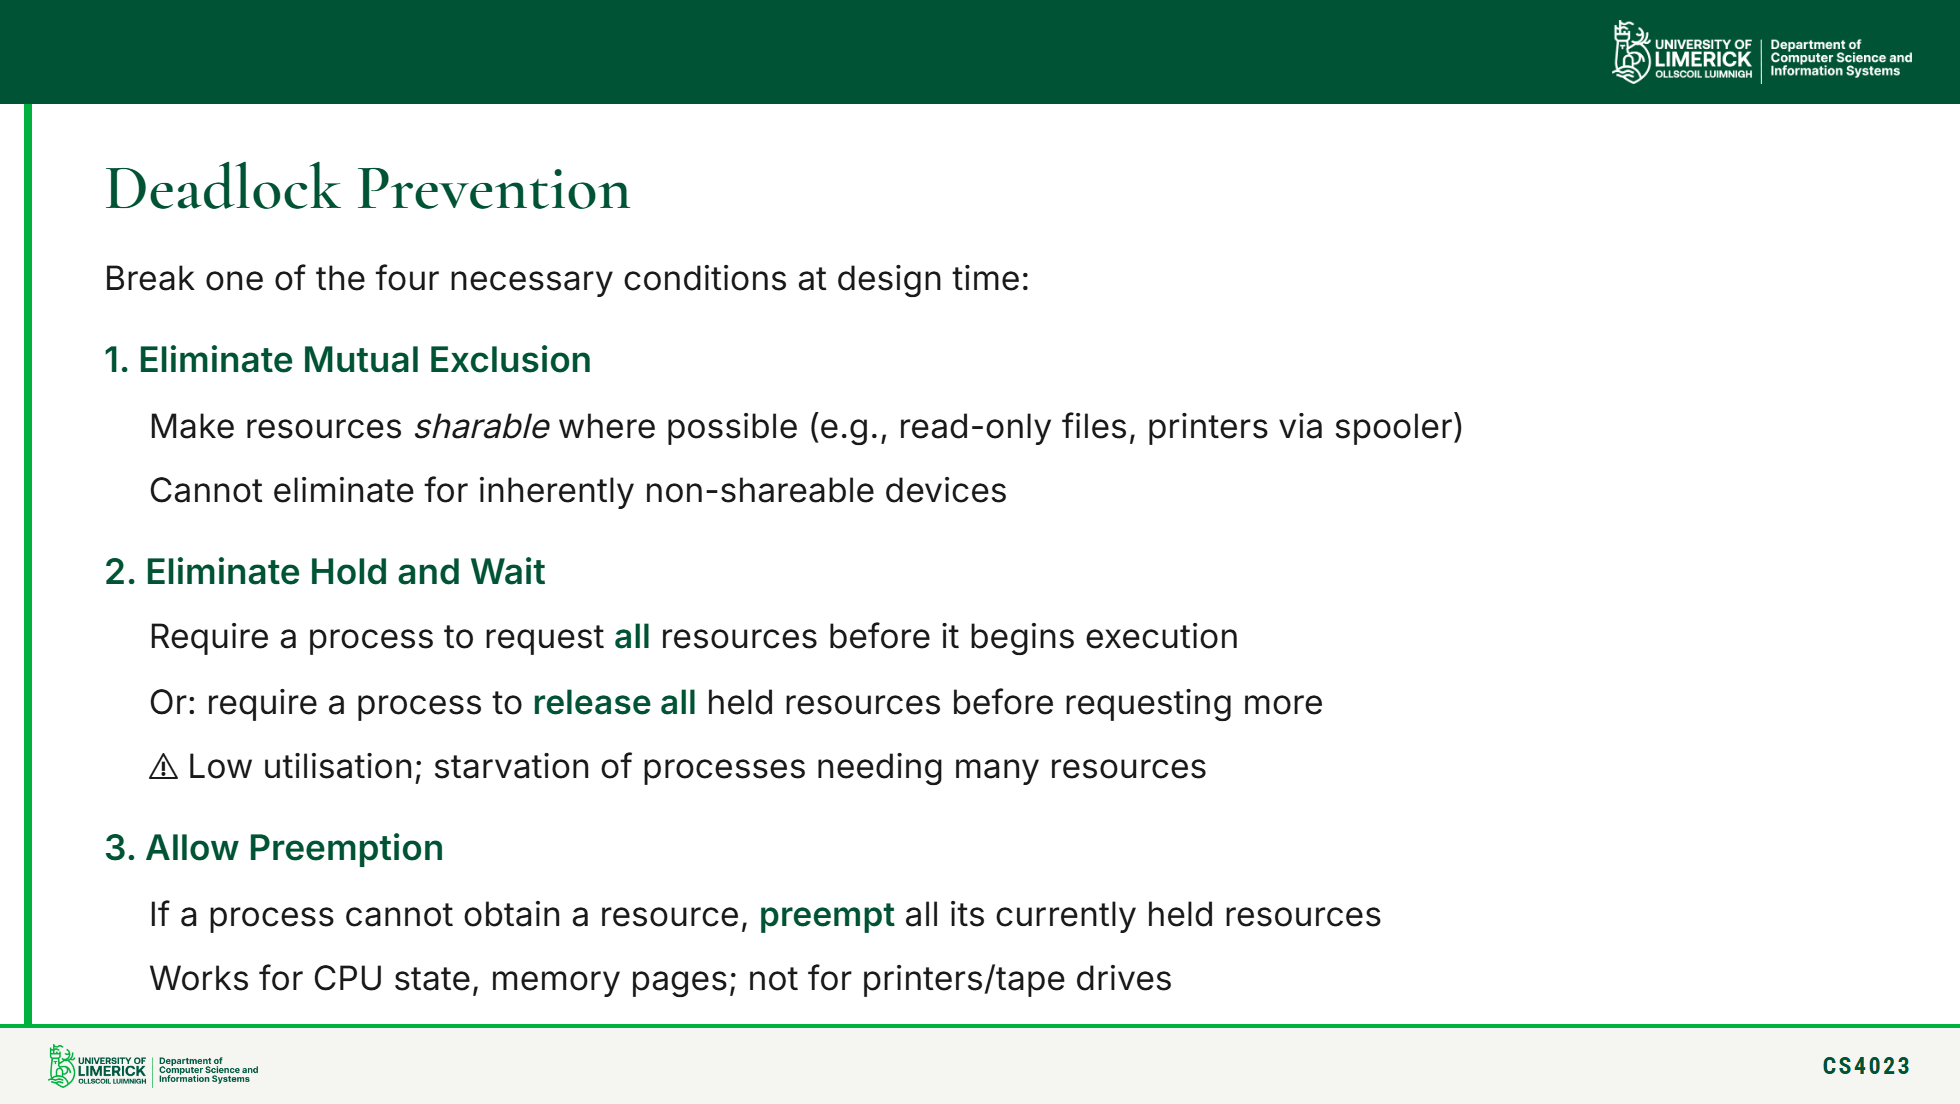 UNIVERSITY OF
LIMERICK
OLLSCOIL LUIMNIGH
Department of
Computer Science and
Information Systems
Deadlock Prevention
Break one of the four necessary conditions at design time:
1. Eliminate Mutual Exclusion
Make resources sharable where possible (e.g., read-only files, printers via spooler)
Cannot eliminate for inherently non-shareable devices
2. Eliminate Hold and Wait
Require a process to request all resources before it begins execution
Or: require a process to release all held resources before requesting more
⚠ Low utilisation; starvation of processes needing many resources
3. Allow Preemption
If a process cannot obtain a resource, preempt all its currently held resources
Works for CPU state, memory pages; not for printers/tape drives
UNIVERSITY OF
LIMERICK
OLLSCOIL LUIMNIGH
Department of
Computer Science and
Information Systems
CS4023